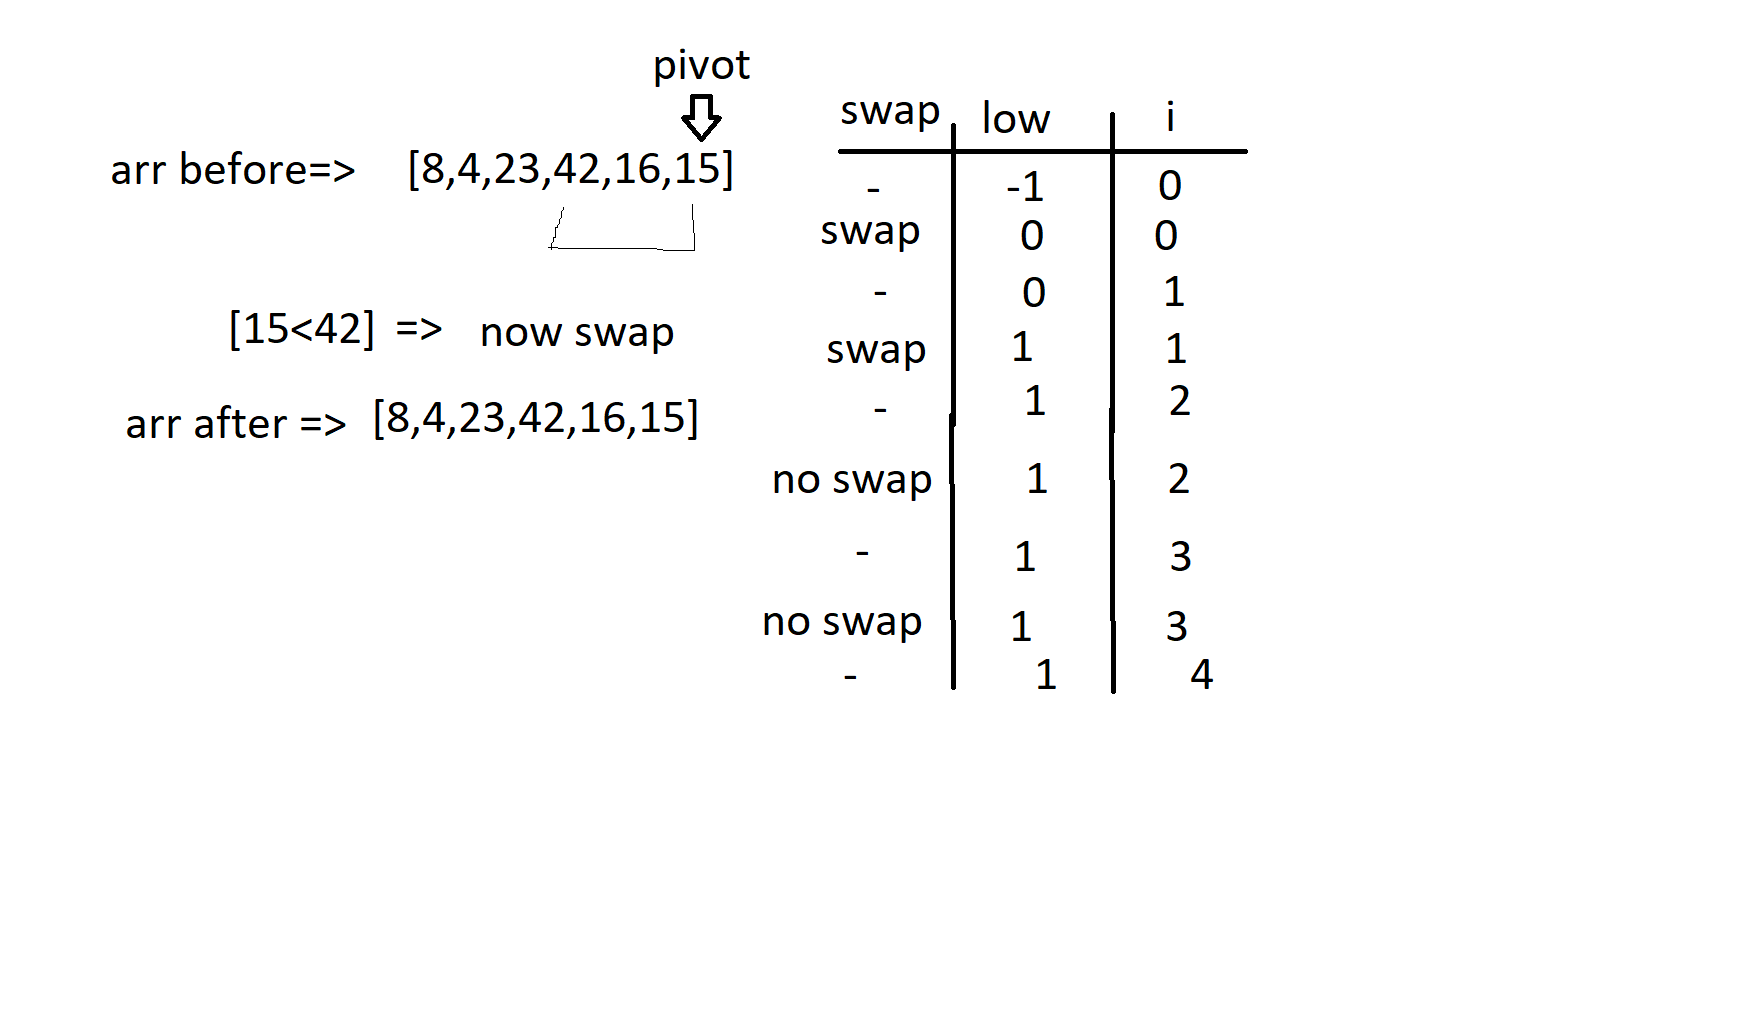 pivot
arr before=> [8,4,23,42,16,15]
[15<42] => now swap
arr after => [8,4,23,42,16,15]
swap low i
- -1 0
swap 0 0
- 0 1
swap 1 1
- 1 2
no swap 1 2
- 1 3
no swap 1 3
- 1 4